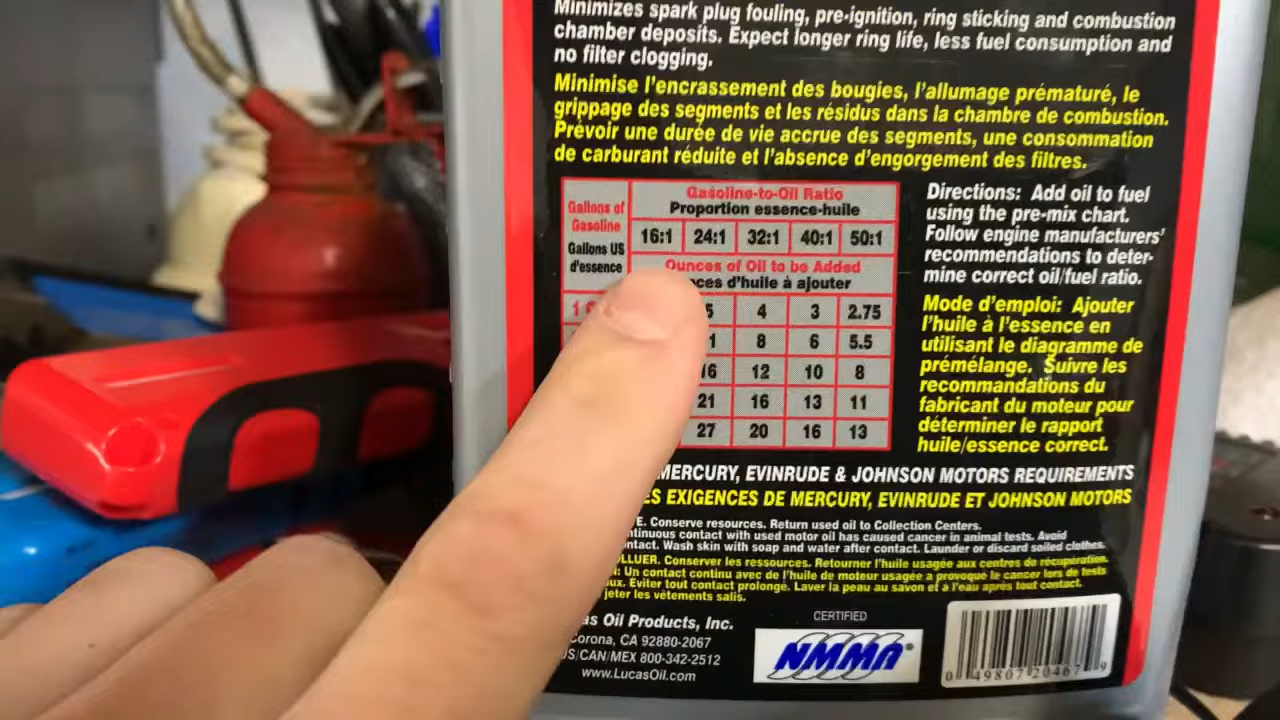 Minimizes spark plug fouling, pre-ignition, ring sticking and combustion
chamber deposits. Expect longer ring life, less fuel consumption and
no filter clogging.
Minimise l'encrassement des bougies, l'allumage prématuré, le
grippage des segments et les résidus dans la chambre de combustion.
Prévoir une durée de vie accrue des segments, une consommation
de carburant réduite et l'absence d'engorgement des filtres.
Gallons of
Gasoline
Gallons US
d'essence
Gasoline-to-Oil Ratio
Proportion essence-huile
16:1 24:1 32:1 40:1 50:1
Ounces of Oil to be Added
d'huile à ajouter
1 5 4 3 2.75
8 6 5.5
16 12 10 8
21 16 13 11
27 20 16 13
Directions: Add oil to fuel
using the pre-mix chart.
Follow engine manufacturers'
recommendations to deter-
mine correct oil/fuel ratio.
Mode d'emploi: Ajouter
l'huile à l'essence en
utilisant le diagramme de
prémélange. Suivre les
recommandations du
fabricant du moteur pour
déterminer le rapport
huile/essence correct.
MERCURY, EVINRUDE & JOHNSON MOTORS REQUIREMENTS
EXIGENCES DE MERCURY, EVINRUDE ET JOHNSON MOTORS
Conserve resources. Return used oil to Collection Centers.
contact with used motor oil has caused cancer in animal tests. Avoid
Wash skin with soap and water after contact. Launder or discard soiled clothes.
Conserver les ressources. Retourner l'huile usagée aux centres de récupération.
Un contact continu avec de l'huile de moteur usagée a provoqué le cancer lors de tests
Eviter tout contact prolonge. Laver la peau au savon et à l'eau après tout contact.
jeter les vétements salis.
Oil Products, Inc.
Corona, CA 92880-2067
US/CAN/MEX 800-342-2512
www.LucasOil.com
CERTIFIED
NMMA®
0 49807 20467 9